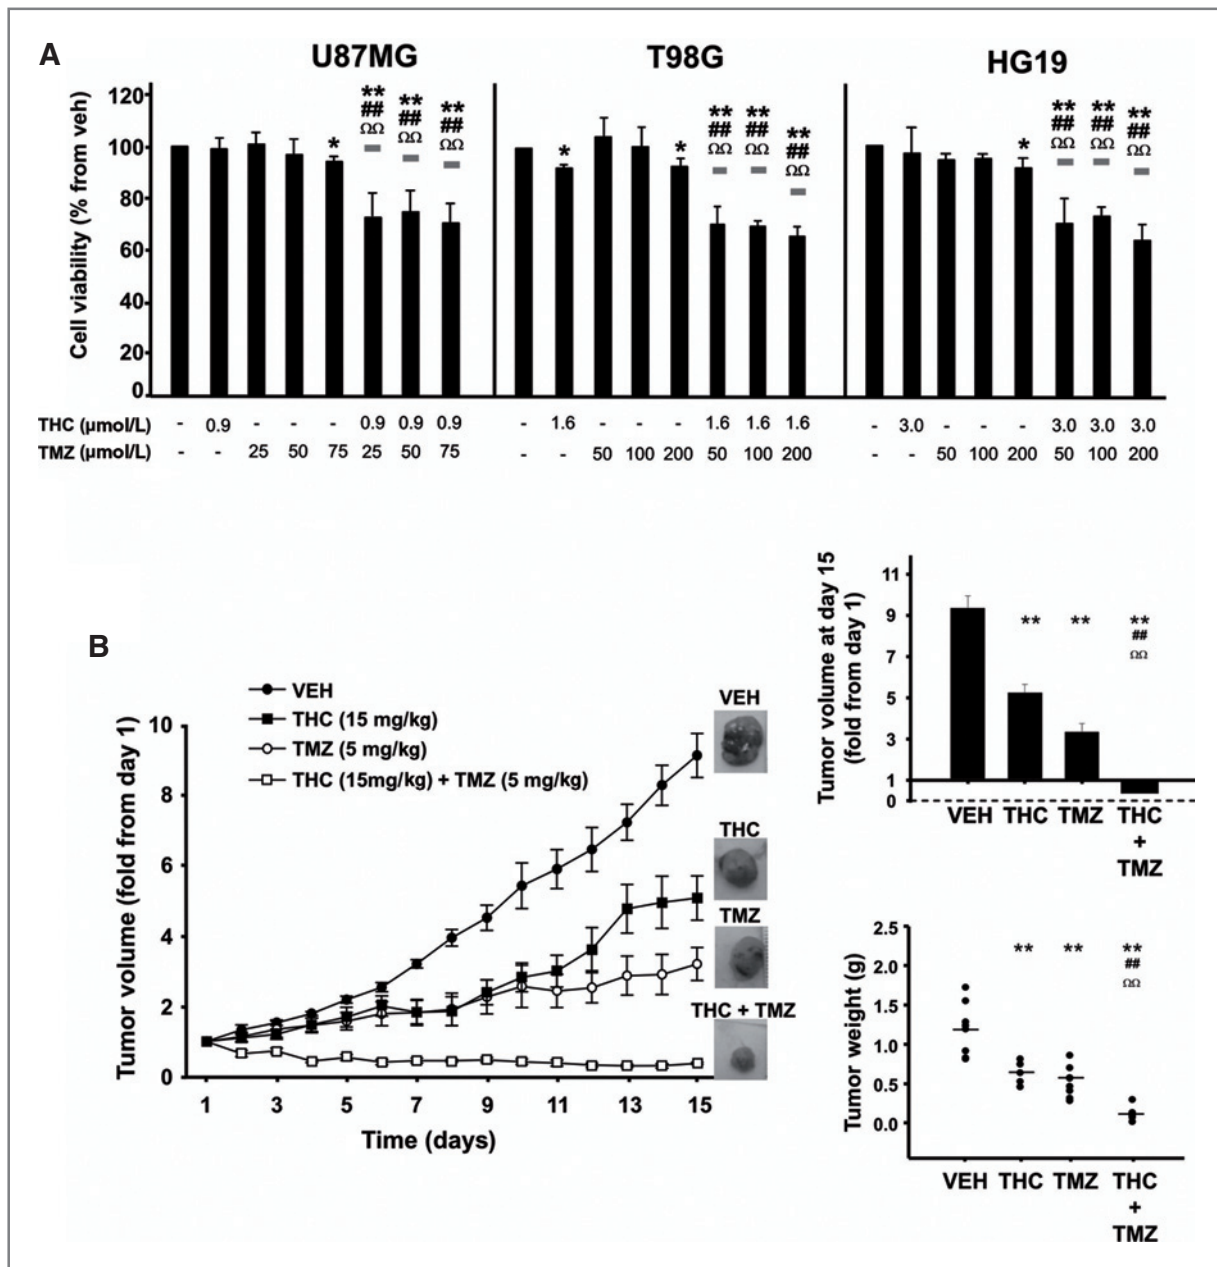 A
U87MG
T98G
HG19
Cell viability (% from veh)
120
100
80
60
40
20
0
** ** ** ** ** ** ** ** **
## ## ## ## ## ## ## ## ##
ΩΩ ΩΩ ΩΩ ΩΩ ΩΩ ΩΩ ΩΩ ΩΩ ΩΩ
* * * *
THC (µmol/L) - 0.9 - - - 0.9 0.9 0.9 - 1.6 - - - 1.6 1.6 1.6 - 3.0 - - - 3.0 3.0 3.0
TMZ (µmol/L) - - 25 50 75 25 50 75 - - 50 100 200 50 100 200 - - 50 100 200 50 100 200
B
VEH
THC (15 mg/kg)
TMZ (5 mg/kg)
THC (15mg/kg) + TMZ (5 mg/kg)
Tumor volume (fold from day 1)
10
8
6
4
2
0
1 3 5 7 9 11 13 15
Time (days)
VEH
THC
TMZ
THC + TMZ
Tumor volume at day 15
(fold from day 1)
11
9
7
5
3
1
0
** ** **
##
ΩΩ
VEH THC TMZ THC
+
TMZ
Tumor weight (g)
2.5
2.0
1.5
1.0
0.5
0.0
** ** **
##
ΩΩ
VEH THC TMZ THC
+
TMZ